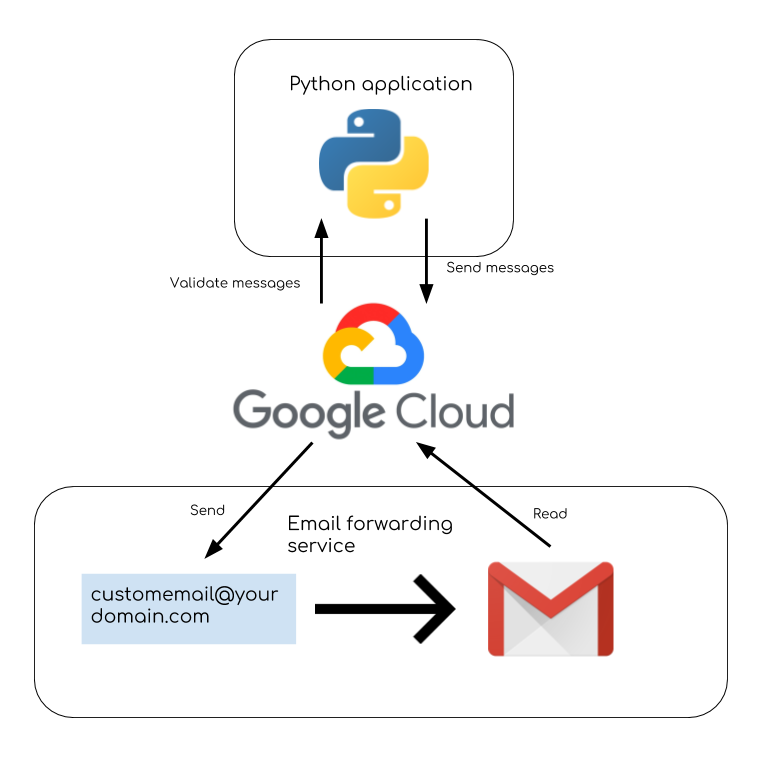 Python application
Send messages
Validate messages
Google Cloud
Send
Read
Email forwarding
service
customemail@your
domain.com